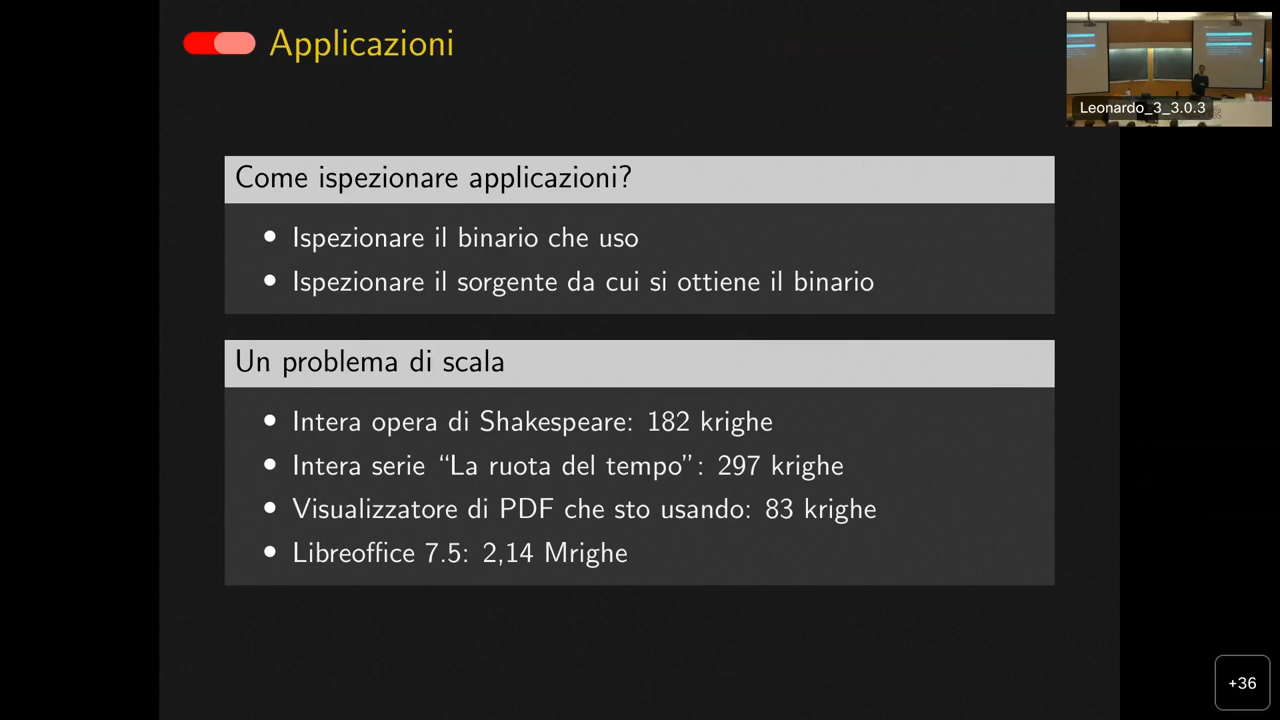 Applicazioni
Leonardo_3_3.0.3
Come ispezionare applicazioni?
• Ispezionare il binario che uso
• Ispezionare il sorgente da cui si ottiene il binario
Un problema di scala
• Intera opera di Shakespeare: 182 krighe
• Intera serie “La ruota del tempo”: 297 krighe
• Visualizzatore di PDF che sto usando: 83 krighe
• Libreoffice 7.5: 2,14 Mrighe
+36